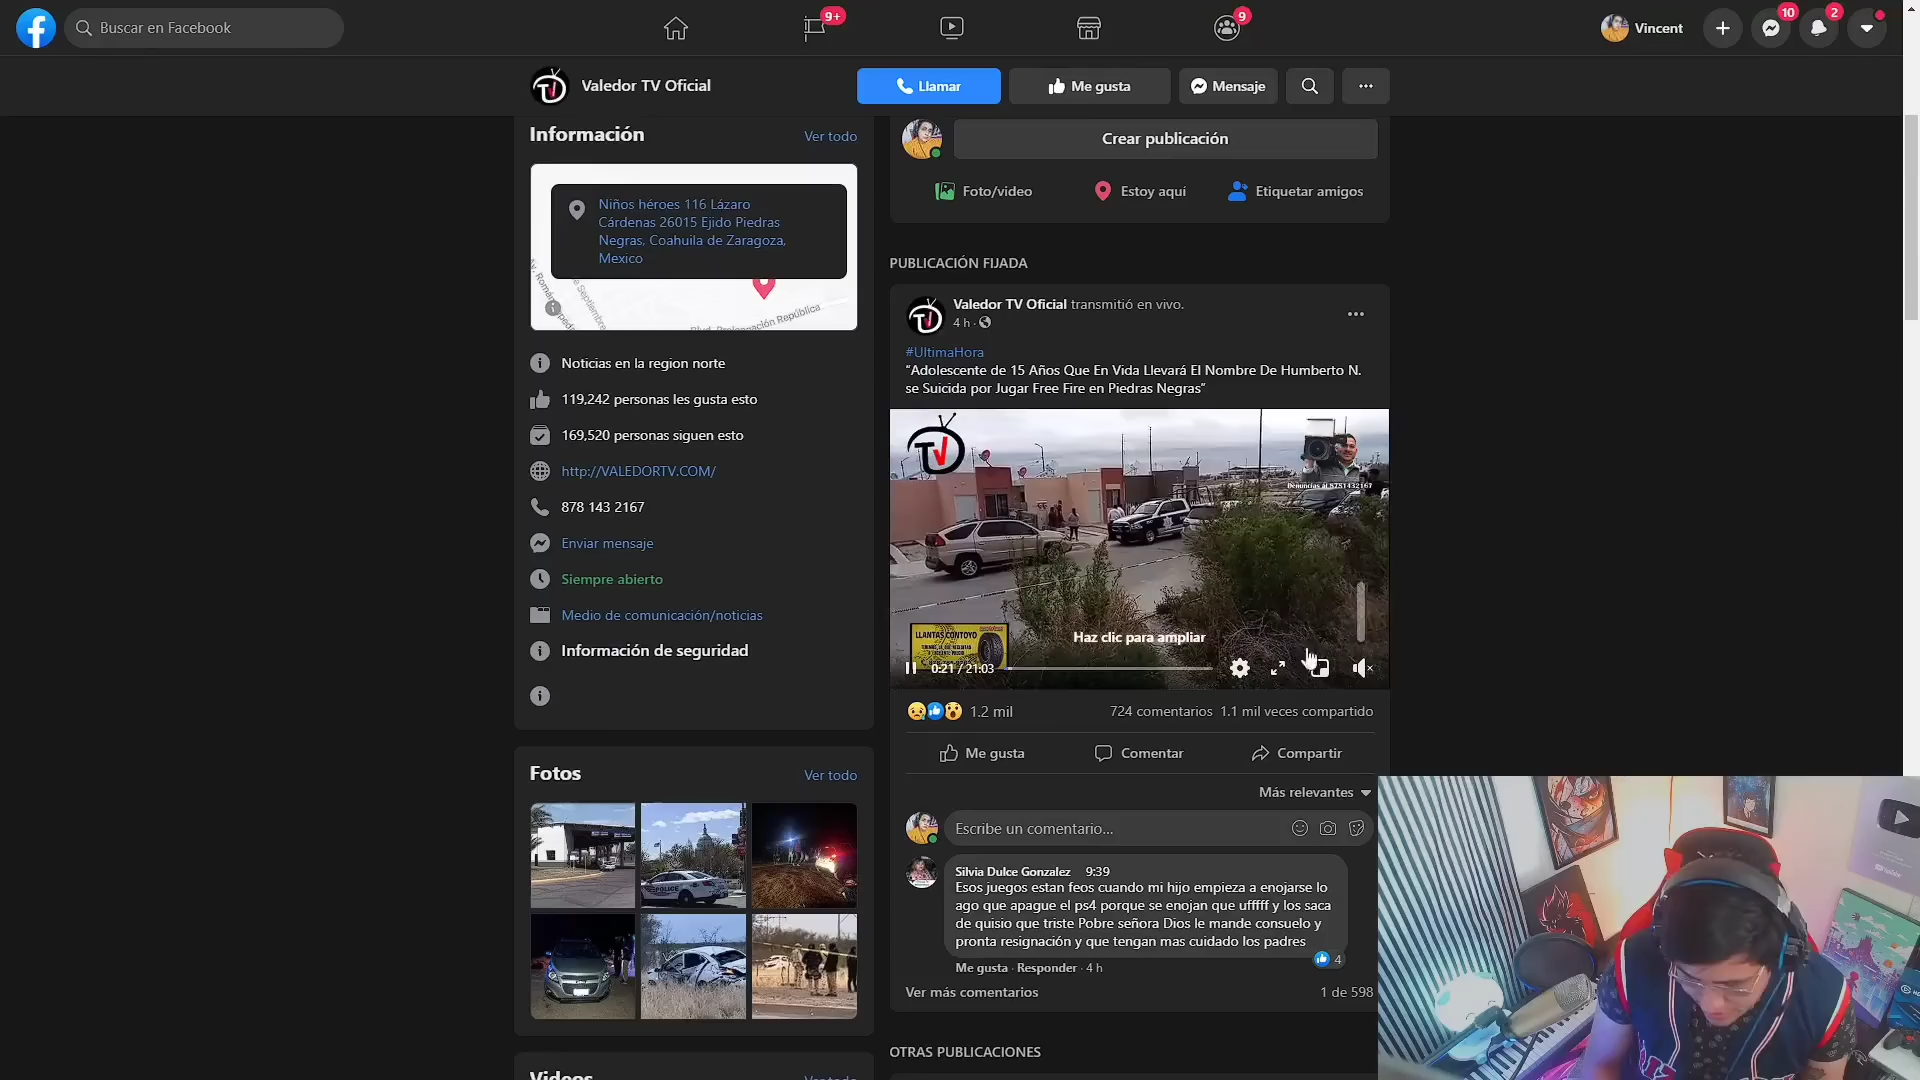 Buscar en Facebook
9+
9
Vincent
10
2
Valedor TV Oficial
Llamar
Me gusta
Mensaje
Información
Ver todo
Niños héroes 116 Lázaro
Cárdenas 26015 Ejido Piedras
Negras, Coahuila de Zaragoza,
Mexico
Noticias en la region norte
119,242 personas les gusta esto
169,520 personas siguen esto
http://VALEDORTV.COM/
878 143 2167
Enviar mensaje
Siempre abierto
Medio de comunicación/noticias
Información de seguridad
Fotos
Ver todo
POLICE
Videos
Crear publicación
Foto/video
Estoy aquí
Etiquetar amigos
PUBLICACIÓN FIJADA
Valedor TV Oficial transmitió en vivo.
4 h ·
#UltimaHora
“Adolescente de 15 Años Que En Vida Llevará El Nombre De Humberto N.
se Suicida por Jugar Free Fire en Piedras Negras”
TV
Denuncias al 8781432167
LLANTAS CONTOYO
Haz clic para ampliar
0:21 / 21:03
1.2 mil
724 comentarios
1.1 mil veces compartido
Me gusta
Comentar
Compartir
Más relevantes
Escribe un comentario...
Silvia Dulce Gonzalez 9:39
Esos juegos estan feos cuando mi hijo empieza a enojarse lo
ago que apague el ps4 porque se enojan que ufffff y los saca
de quisio que triste Pobre señora Dios le mande consuelo y
pronta resignación y que tengan mas cuidado los padres
4
Me gusta · Responder · 4 h
Ver más comentarios
1 de 598
OTRAS PUBLICACIONES